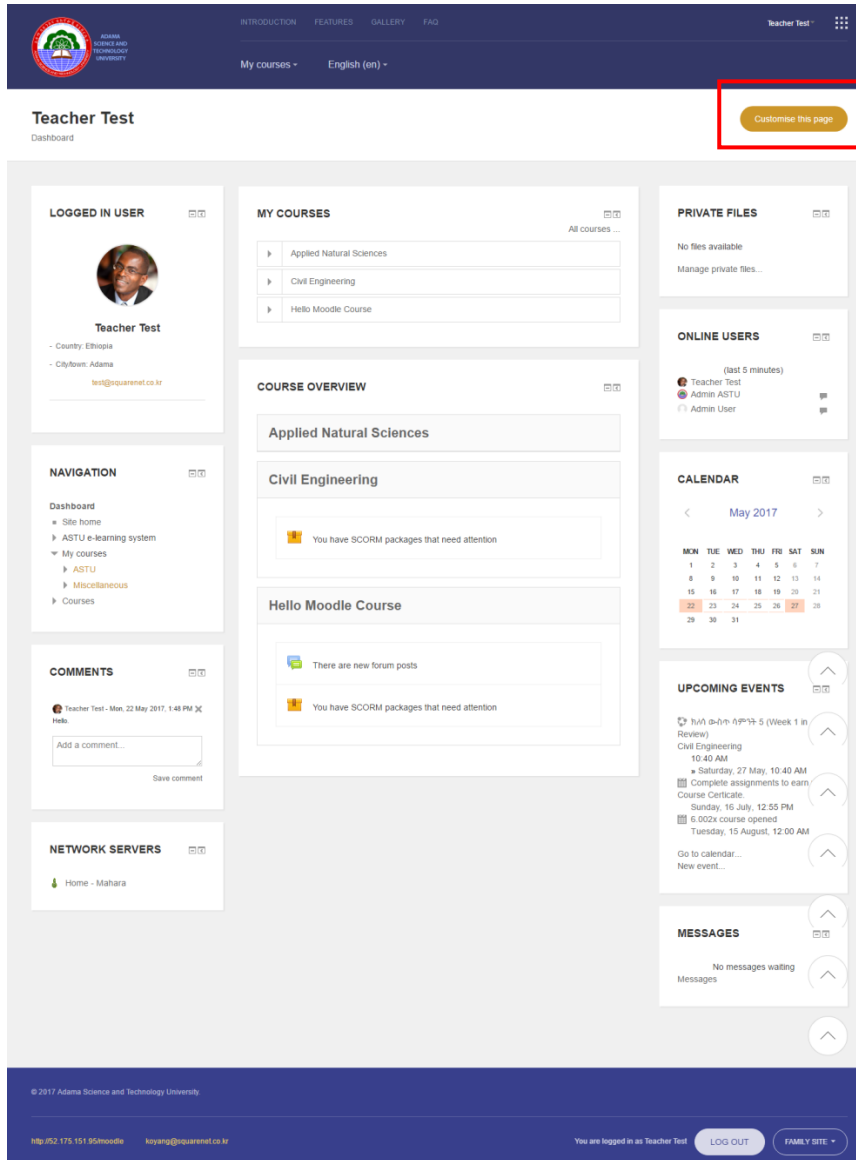 ADAMA
SCIENCE AND
TECHNOLOGY
UNIVERSITY
INTRODUCTION FEATURES GALLERY FAQ
Teacher Test
My courses English (en)
Teacher Test
Dashboard
Customise this page
LOGGED IN USER
Teacher Test
- Country: Ethiopia
- City/town: Adama
test@squarenet.co.kr
NAVIGATION
Dashboard
Site home
ASTU e-learning system
My courses
ASTU
Miscellaneous
Courses
COMMENTS
Teacher Test - Mon, 22 May 2017, 1:48 PM
Hello.
Add a comment...
Save comment
NETWORK SERVERS
Home - Mahara
MY COURSES
All courses ...
Applied Natural Sciences
Civil Engineering
Hello Moodle Course
COURSE OVERVIEW
Applied Natural Sciences
Civil Engineering
You have SCORM packages that need attention
Hello Moodle Course
There are new forum posts
You have SCORM packages that need attention
PRIVATE FILES
No files available
Manage private files...
ONLINE USERS
(last 5 minutes)
Teacher Test
Admin ASTU
Admin User
CALENDAR
May 2017
MON TUE WED THU FRI SAT SUN
1 2 3 4 5 6 7
8 9 10 11 12 13 14
15 16 17 18 19 20 21
22 23 24 25 26 27 28
29 30 31
UPCOMING EVENTS
ክለሳ ውስጥ ሳምንት 5 (Week 1 in
Review)
Civil Engineering
10:40 AM
» Saturday, 27 May, 10:40 AM
Complete assignments to earn
Course Certicate.
Sunday, 16 July, 12:55 PM
6.002x course opened
Tuesday, 15 August, 12:00 AM
Go to calendar...
New event...
MESSAGES
No messages waiting
Messages
© 2017 Adama Science and Technology University.
http://52.175.151.95/moodle koyang@squarenet.co.kr
You are logged in as Teacher Test LOG OUT FAMILY SITE